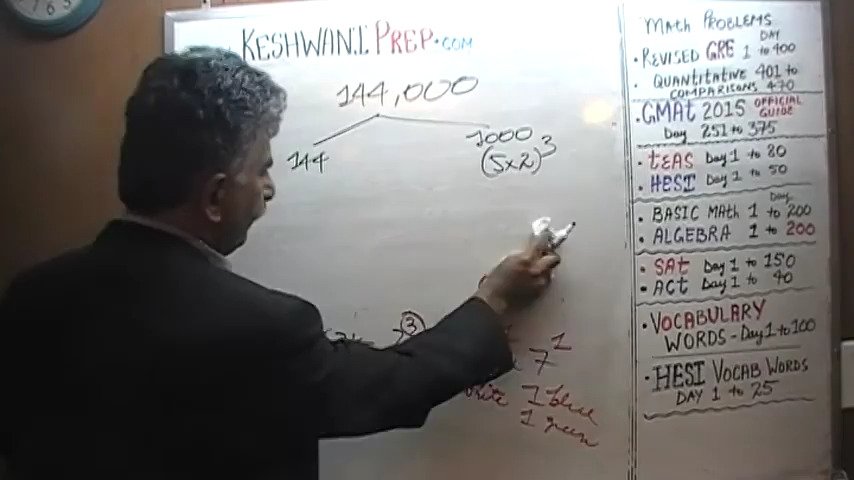 KESHWANI PREP.COM
144,000
144
1000
(5x2)^3
3
7^1
1 blue
1 green
MATH PROBLEMS
DAY
• REVISED GRE 1 to 400
• QUANTITATIVE 401 to
COMPARISONS 470
• GMAT 2015 OFFICIAL GUIDE
Day 251 to 375
• TEAS Day 1 to 80
• HESI Day 1 to 50
Day
• BASIC MATH 1 to 200
• ALGEBRA 1 to 200
• SAT Day 1 to 150
• ACT Day 1 to 40
• VOCABULARY
WORDS - Day 1 to 100
• HESI VOCAB WORDS
DAY 1 to 25